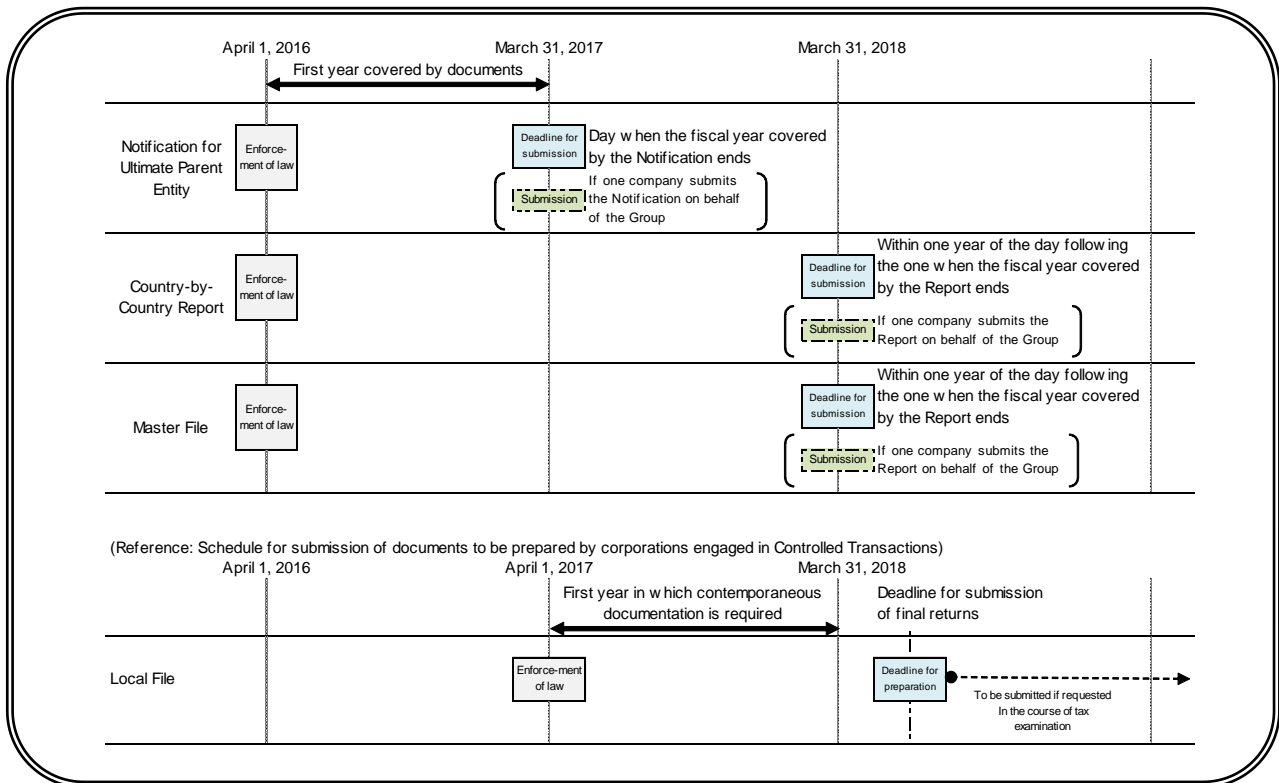 April 1, 2016
March 31, 2017
March 31, 2018
First year covered by documents
Notification for
Ultimate Parent
Entity
Enforce-
ment of law
Deadline for
submission
Day when the fiscal year covered
by the Notification ends
Submission
If one company submits
the Notification on behalf
of the Group
Country-by-
Country Report
Enforce-
ment of law
Deadline for
submission
Within one year of the day following
the one when the fiscal year covered
by the Report ends
Submission
If one company submits the
Report on behalf of the Group
Master File
Enforce-
ment of law
Deadline for
submission
Within one year of the day following
the one when the fiscal year covered
by the Report ends
Submission
If one company submits the
Report on behalf of the Group
(Reference: Schedule for submission of documents to be prepared by corporations engaged in Controlled Transactions)
April 1, 2016
April 1, 2017
March 31, 2018
First year in which contemporaneous
documentation is required
Deadline for submission
of final returns
Local File
Enforce-ment
of law
Deadline for
preparation
To be submitted if requested
In the course of tax
examination